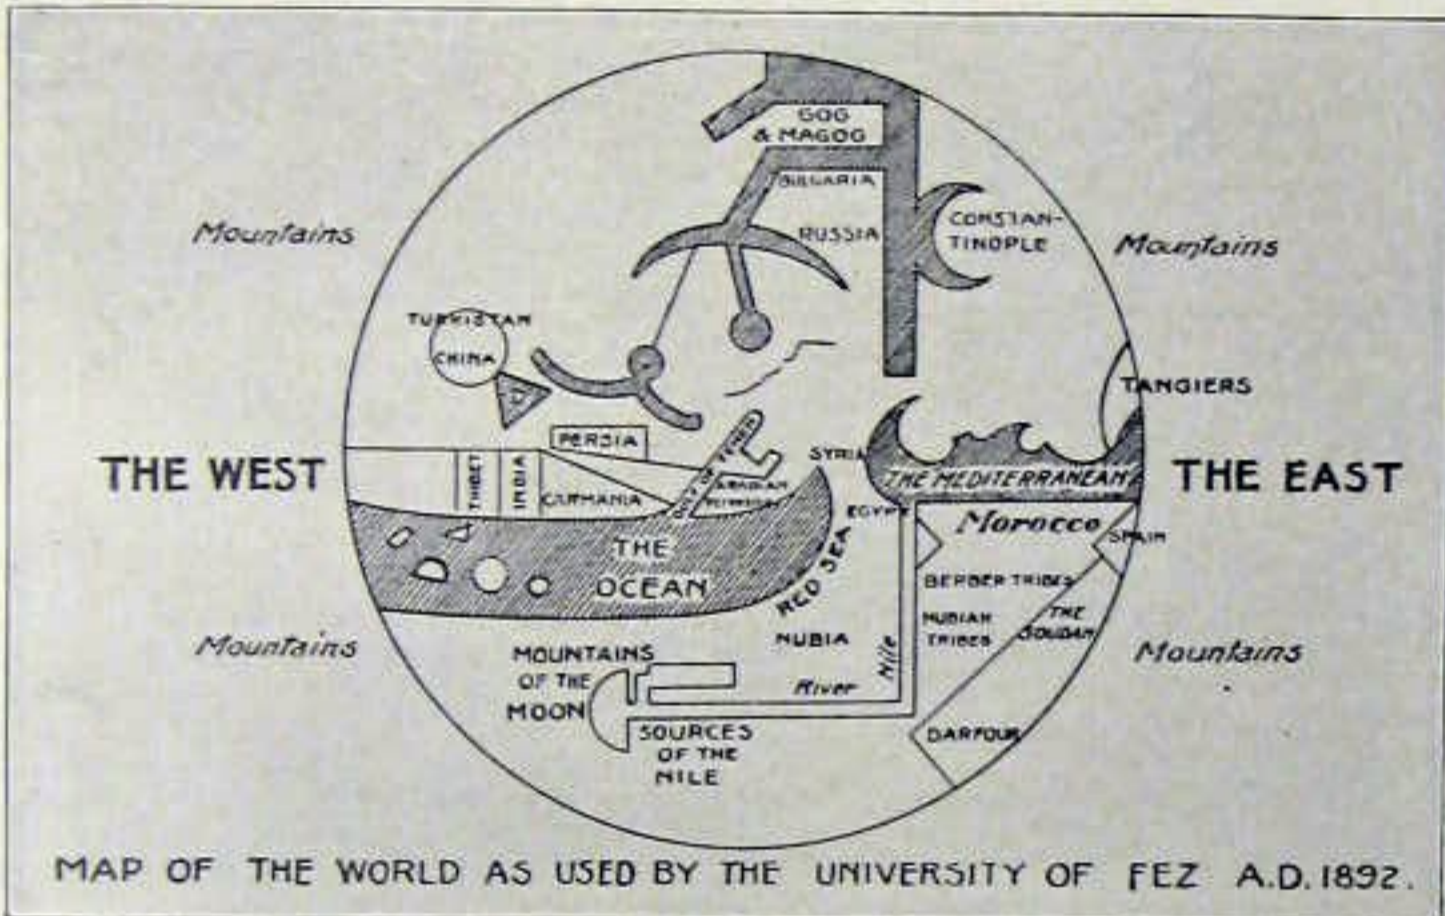 GOG
& MAGOG
BULGARIA
RUSSIA
CONSTAN-
TINOPLE
Mountains
Mountains
TURKISTAN
CHINA
TANGIERS
PERSIA
SYRIA
THE WEST
THE MEDITERRANEAN
THE EAST
THIBET
INDIA
CARMANIA
GULF OF
ARABIAN
EGYPT
Morocco
SPAIN
THE
OCEAN
RED SEA
BERBER TRIBES
NUBIAN
TRIBES
THE
SOUDAN
NUBIA
Mountains
Mountains
MOUNTAINS
OF THE
MOON
River Nile
SOURCES
OF THE
NILE
DARFOUR
MAP OF THE WORLD AS USED BY THE UNIVERSITY OF FEZ A.D. 1892.